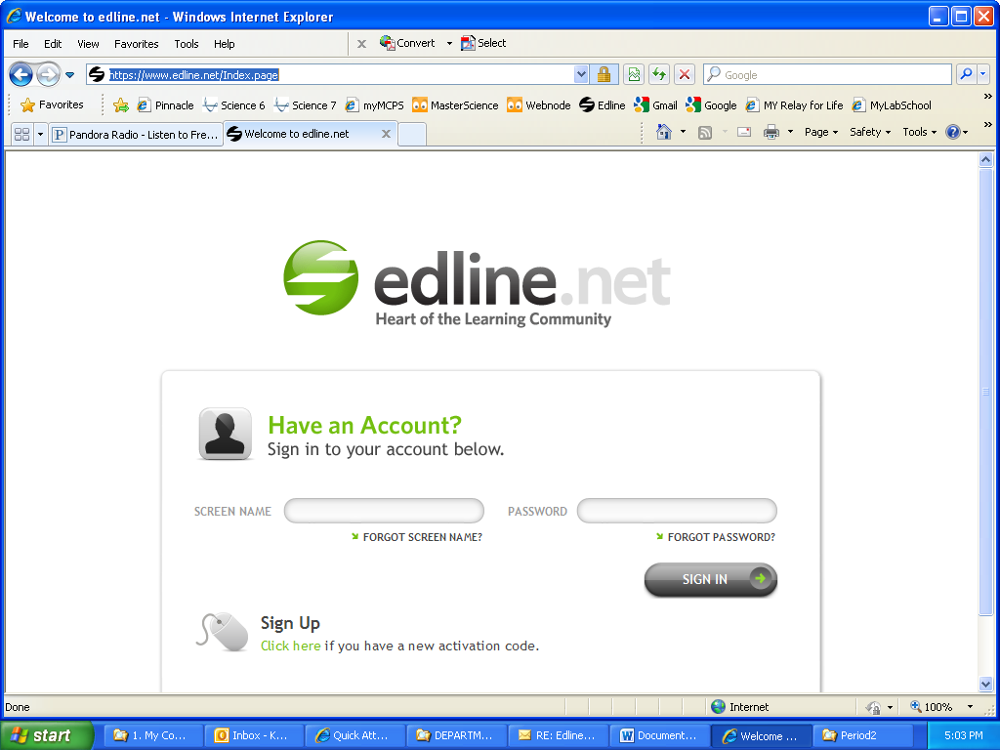 Welcome to edline.net - Windows Internet Explorer
File Edit View Favorites Tools Help Convert Select
https://www.edline.net/Index.page Google
Favorites Pinnacle Science 6 Science 7 myMCPS MasterScience Webnode Edline Gmail Google MY Relay for Life MyLabSchool
Pandora Radio - Listen to Fre... Welcome to edline.net Page Safety Tools
edline.net
Heart of the Learning Community
Have an Account?
Sign in to your account below.
SCREEN NAME PASSWORD
FORGOT SCREEN NAME? FORGOT PASSWORD?
SIGN IN
Sign Up
Click here if you have a new activation code.
Done Internet 100%
start 1. My Co... Inbox - K... Quick Att... DEPARTM... RE: Edline... Document... Welcome ... Period2 5:03 PM